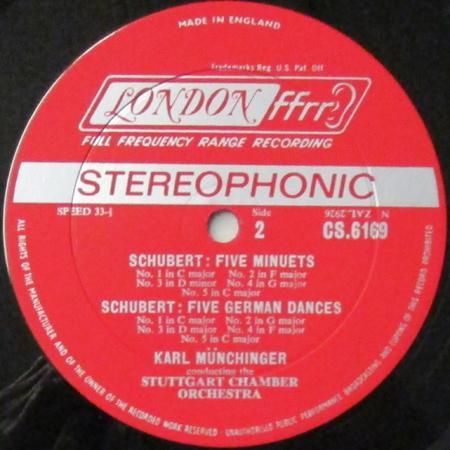 MADE IN ENGLAND
Trademarks Reg. U.S. Pat. Off
LONDON ffrr
FULL FREQUENCY RANGE RECORDING
STEREOPHONIC
SPEED 33-⅓
Side
2
N ZAL.2926
CS.6169
SCHUBERT: FIVE MINUETS
No. 1 in C major No. 2 in F major
No. 3 in D minor No. 4 in G major
No. 5 in C major
SCHUBERT: FIVE GERMAN DANCES
No. 1 in C major No. 2 in G major
No. 3 in D major No. 4 in F major
No. 5 in C major
KARL MÜNCHINGER
conducting the
STUTTGART CHAMBER
ORCHESTRA
ALL RIGHTS OF THE MANUFACTURER AND OF THE OWNER OF THE RECORDED WORK RESERVED · UNAUTHORISED PUBLIC PERFORMANCE BROADCASTING AND COPYING OF THIS RECORD PROHIBITED